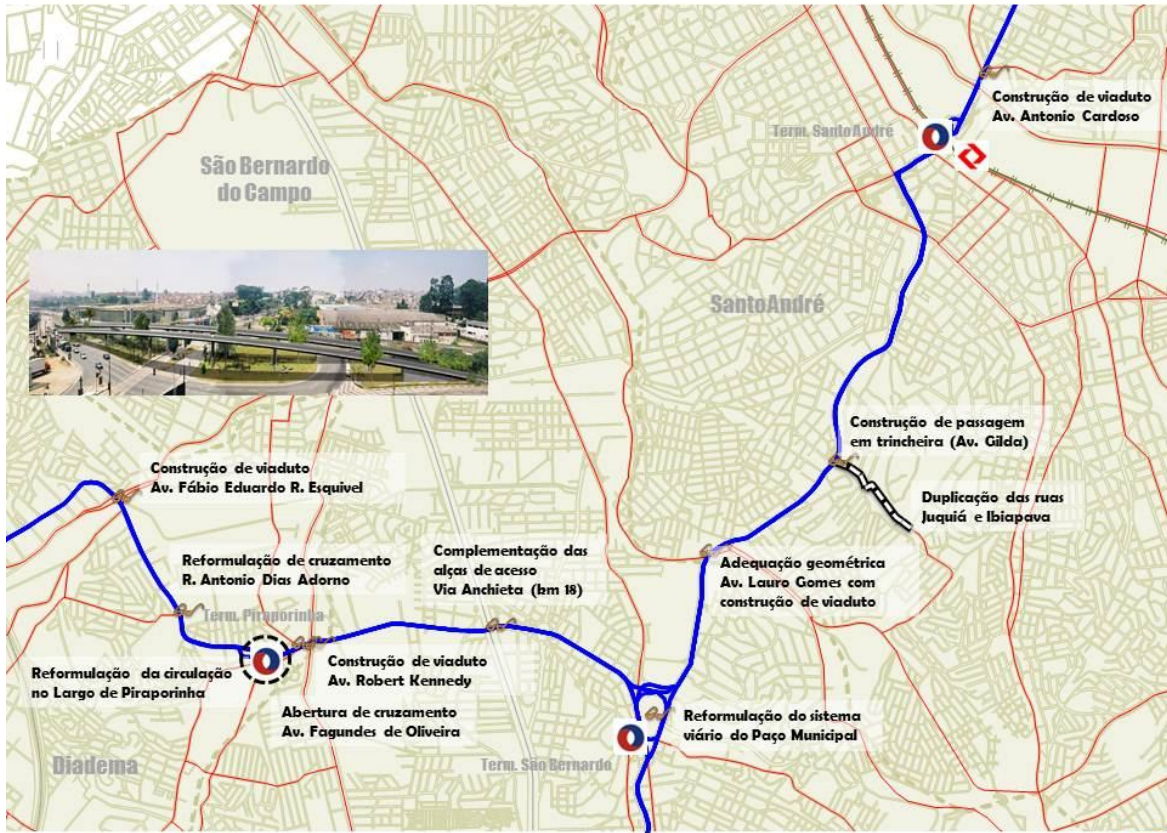 Construção de viaduto
Av. Antonio Cardoso
Term. Santo André
São Bernardo
do Campo
Santo André
Construção de passagem
em trincheira (Av. Gilda)
Construção de viaduto
Av. Fábio Eduardo R. Esquivel
Duplicação das ruas
Juquiá e Ibiapava
Reformulação de cruzamento
R. Antonio Dias Adorno
Complementação das
alças de acesso
Via Anchieta (km 18)
Adequação geométrica
Av. Lauro Gomes com
construção de viaduto
Term. Piraporinha
Reformulação da circulação
no Largo de Piraporinha
Construção de viaduto
Av. Robert Kennedy
Abertura de cruzamento
Av. Fagundes de Oliveira
Reformulação do sistema
viário do Paço Municipal
Diadema
Term. São Bernardo